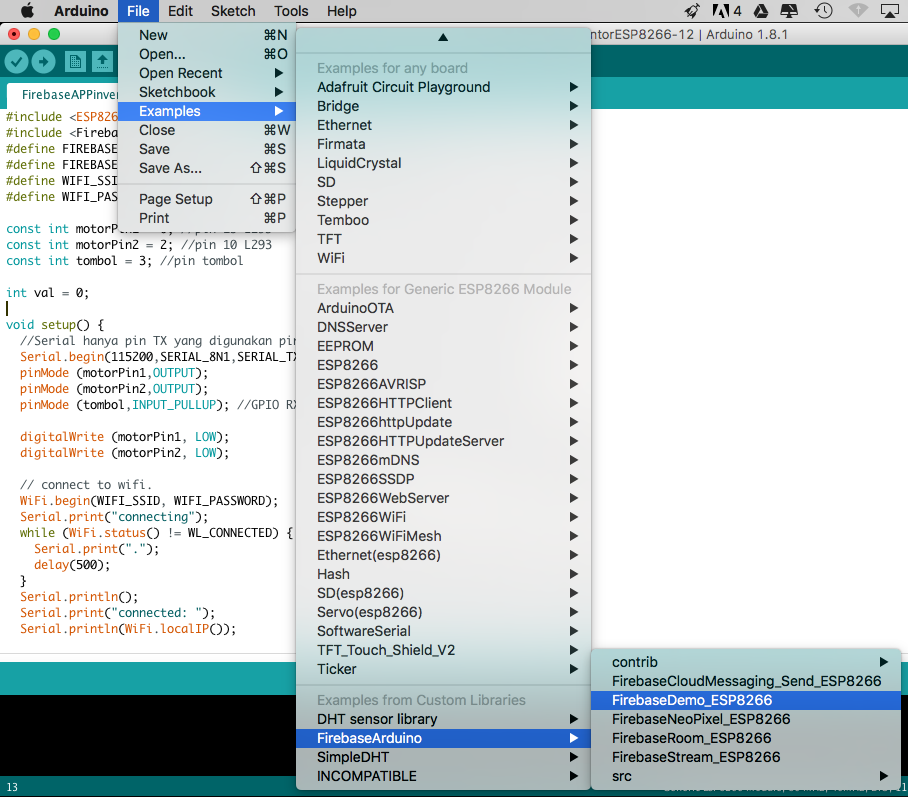 Arduino File Edit Sketch Tools Help 4
ntorESP8266-12 | Arduino 1.8.1
New ⌘N
Open... ⌘O
Open Recent ▶
Sketchbook ▶
Examples ▶
Close ⌘W
Save ⌘S
Save As... ⇧⌘S
Page Setup ⇧⌘P
Print ⌘P
▲
Examples for any board
Adafruit Circuit Playground ▶
Bridge ▶
Ethernet ▶
Firmata ▶
LiquidCrystal ▶
SD ▶
Stepper ▶
Temboo ▶
TFT ▶
WiFi ▶
Examples for Generic ESP8266 Module
ArduinoOTA ▶
DNSServer ▶
EEPROM ▶
ESP8266 ▶
ESP8266AVRISP ▶
ESP8266HTTPClient ▶
ESP8266httpUpdate ▶
ESP8266HTTPUpdateServer ▶
ESP8266mDNS ▶
ESP8266SSDP ▶
ESP8266WebServer ▶
ESP8266WiFi ▶
ESP8266WiFiMesh ▶
Ethernet(esp8266) ▶
Hash ▶
SD(esp8266) ▶
Servo(esp8266) ▶
SoftwareSerial ▶
TFT_Touch_Shield_V2 ▶
Ticker ▶
Examples from Custom Libraries
DHT sensor library ▶
FirebaseArduino ▶
SimpleDHT ▶
INCOMPATIBLE ▶
contrib ▶
FirebaseCloudMessaging_Send_ESP8266
FirebaseDemo_ESP8266
FirebaseNeoPixel_ESP8266
FirebaseRoom_ESP8266
FirebaseStream_ESP8266
src ▶
FirebaseAPPinve
#include <ESP826
#include <Fireba
#define FIREBASE
#define FIREBASE
#define WIFI_SSI
#define WIFI_PAS
const int motorP
const int motorPin2 = 2; //pin 10 L293
const int tombol = 3; //pin tombol
int val = 0;
void setup() {
//Serial hanya pin TX yang digunakan pin
Serial.begin(115200,SERIAL_8N1,SERIAL_TX
pinMode (motorPin1,OUTPUT);
pinMode (motorPin2,OUTPUT);
pinMode (tombol,INPUT_PULLUP); //GPIO RX
digitalWrite (motorPin1, LOW);
digitalWrite (motorPin2, LOW);
// connect to wifi.
WiFi.begin(WIFI_SSID, WIFI_PASSWORD);
Serial.print("connecting");
while (WiFi.status() != WL_CONNECTED) {
Serial.print(".");
delay(500);
}
Serial.println();
Serial.print("connected: ");
Serial.println(WiFi.localIP());
13